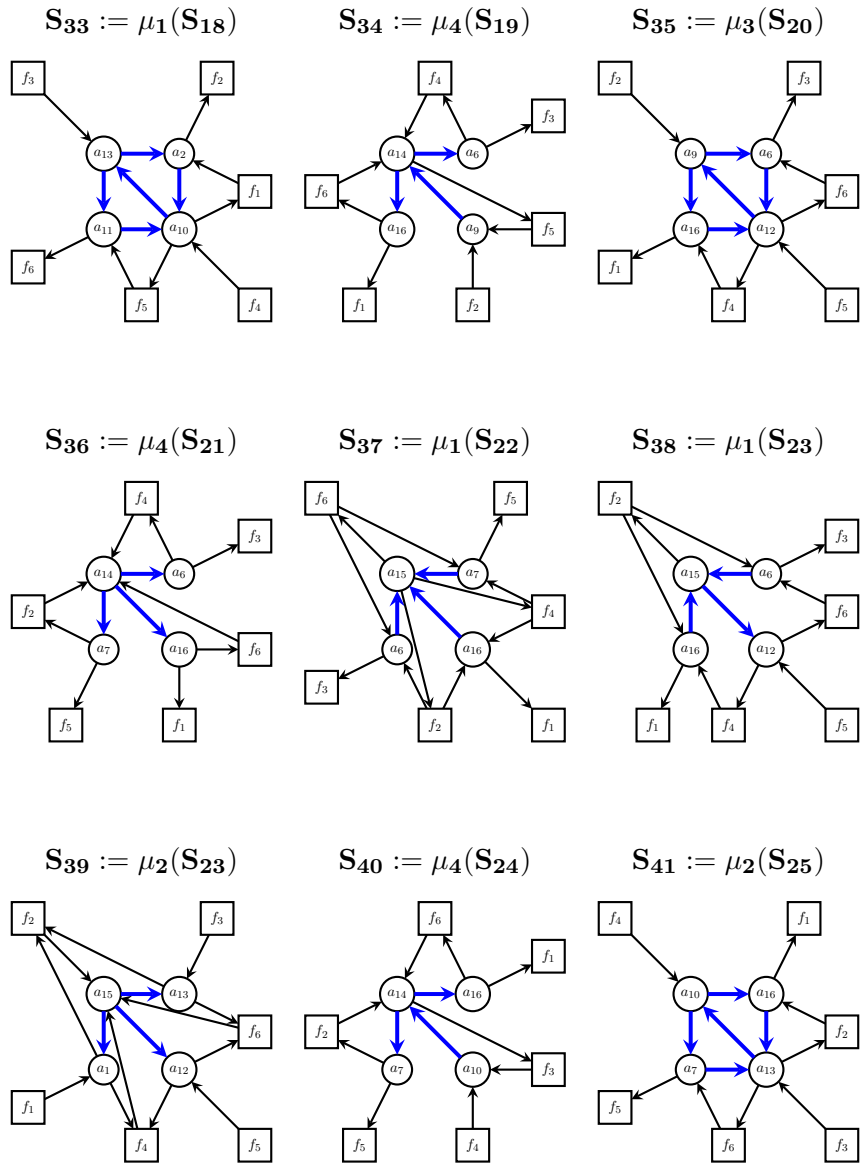 S₃₃ := μ₁(S₁₈) S₃₄ := μ₄(S₁₉) S₃₅ := μ₃(S₂₀)
f₃ f₂ f₄ f₂ f₃
f₃
a₁₃ a₂ a₁₄ a₆ a₉ a₆
f₁ f₆ f₆
a₁₁ a₁₀ a₁₆ a₉ f₅ a₁₆ a₁₂
f₆ f₁
f₅ f₄ f₁ f₂ f₄ f₅
S₃₆ := μ₄(S₂₁) S₃₇ := μ₁(S₂₂) S₃₈ := μ₁(S₂₃)
f₄ f₆ f₅ f₂
f₃ f₃
a₁₄ a₆ a₁₅ a₇ a₁₅ a₆
f₂ f₄ f₆
a₇ a₁₆ f₆ a₆ a₁₆ a₁₆ a₁₂
f₃
f₅ f₁ f₂ f₁ f₁ f₄ f₅
S₃₉ := μ₂(S₂₃) S₄₀ := μ₄(S₂₄) S₄₁ := μ₂(S₂₅)
f₂ f₃ f₆ f₄ f₁
f₁
a₁₅ a₁₃ a₁₄ a₁₆ a₁₀ a₁₆
f₆ f₂ f₂
a₁ a₁₂ a₇ a₁₀ f₃ a₇ a₁₃
f₁ f₅
f₄ f₅ f₅ f₄ f₆ f₃